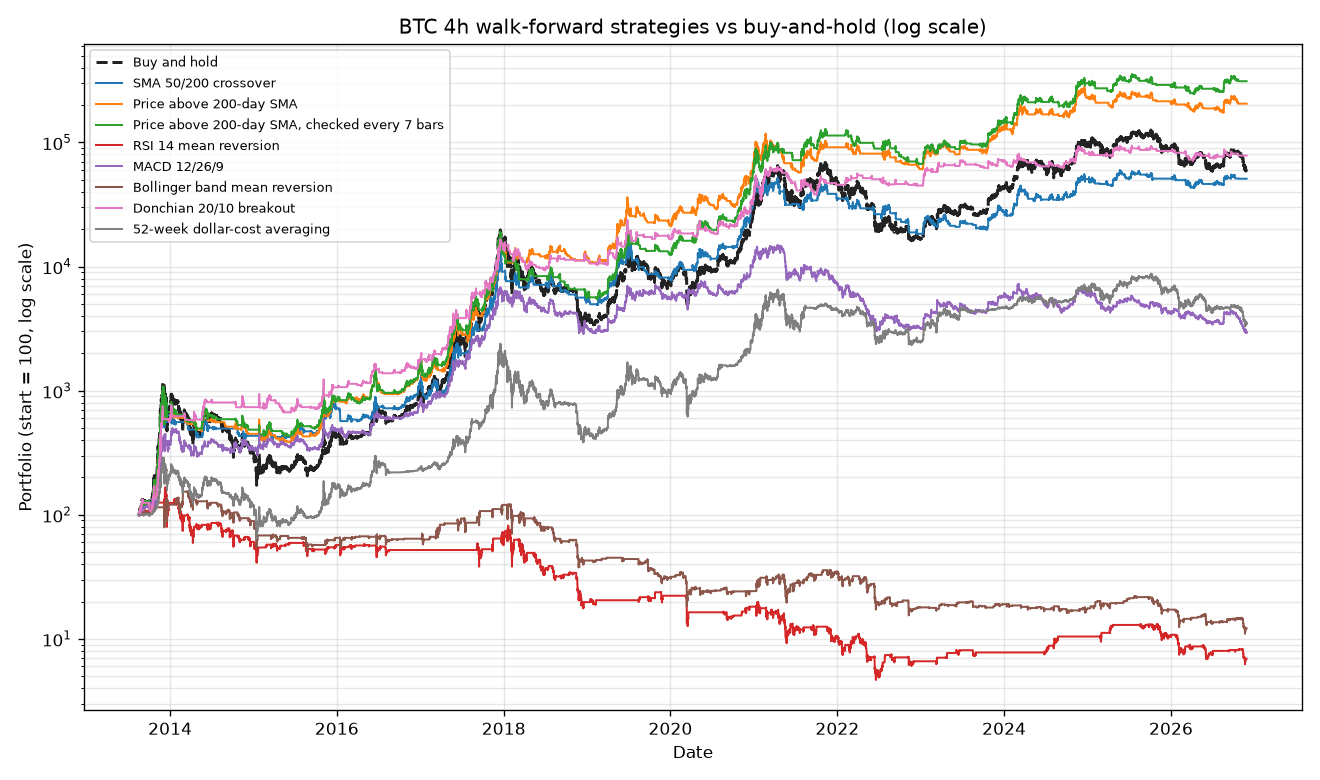 BTC 4h walk-forward strategies vs buy-and-hold (log scale)
Buy and hold
SMA 50/200 crossover
Price above 200-day SMA
Price above 200-day SMA, checked every 7 bars
RSI 14 mean reversion
MACD 12/26/9
Bollinger band mean reversion
Donchian 20/10 breakout
52-week dollar-cost averaging
Portfolio (start = 100, log scale)
10⁵
10⁴
10³
10²
10¹
2014
2016
2018
2020
2022
2024
2026
Date